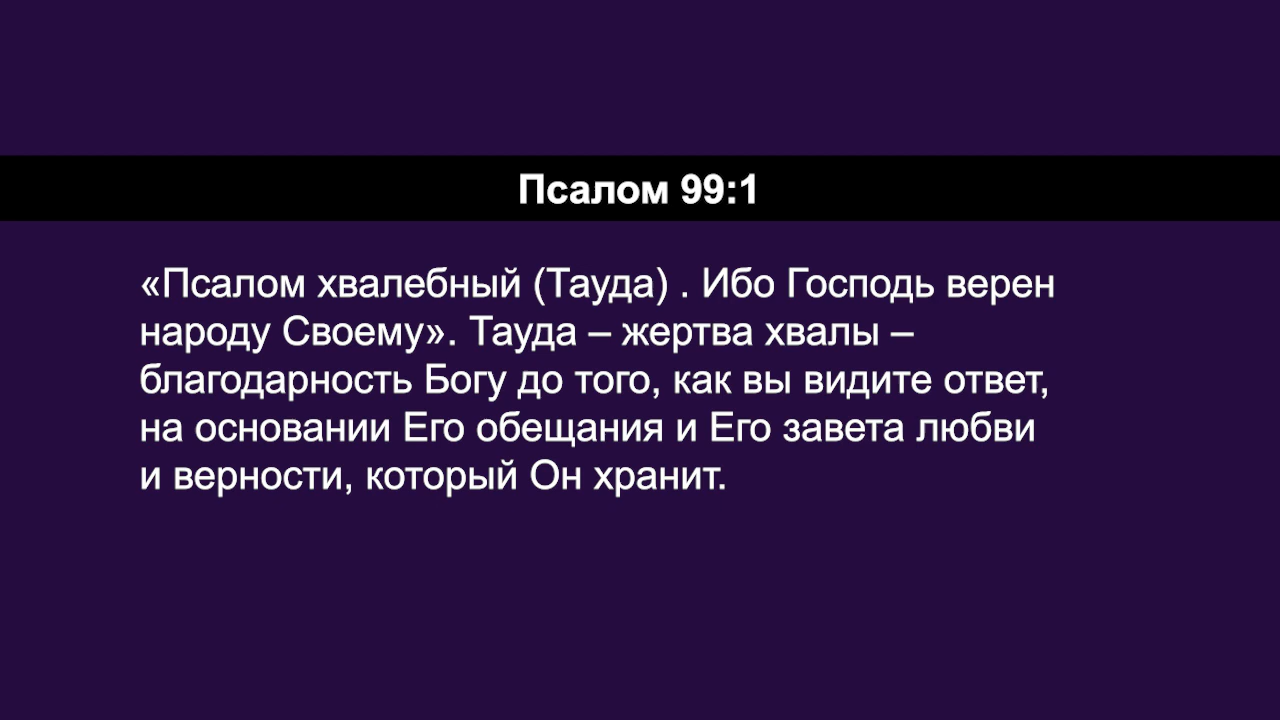 Псалом 99:1
«Псалом хвалебный (Тауда) . Ибо Господь верен
народу Своему». Тауда – жертва хвалы –
благодарность Богу до того, как вы видите ответ,
на основании Его обещания и Его завета любви
и верности, который Он хранит.